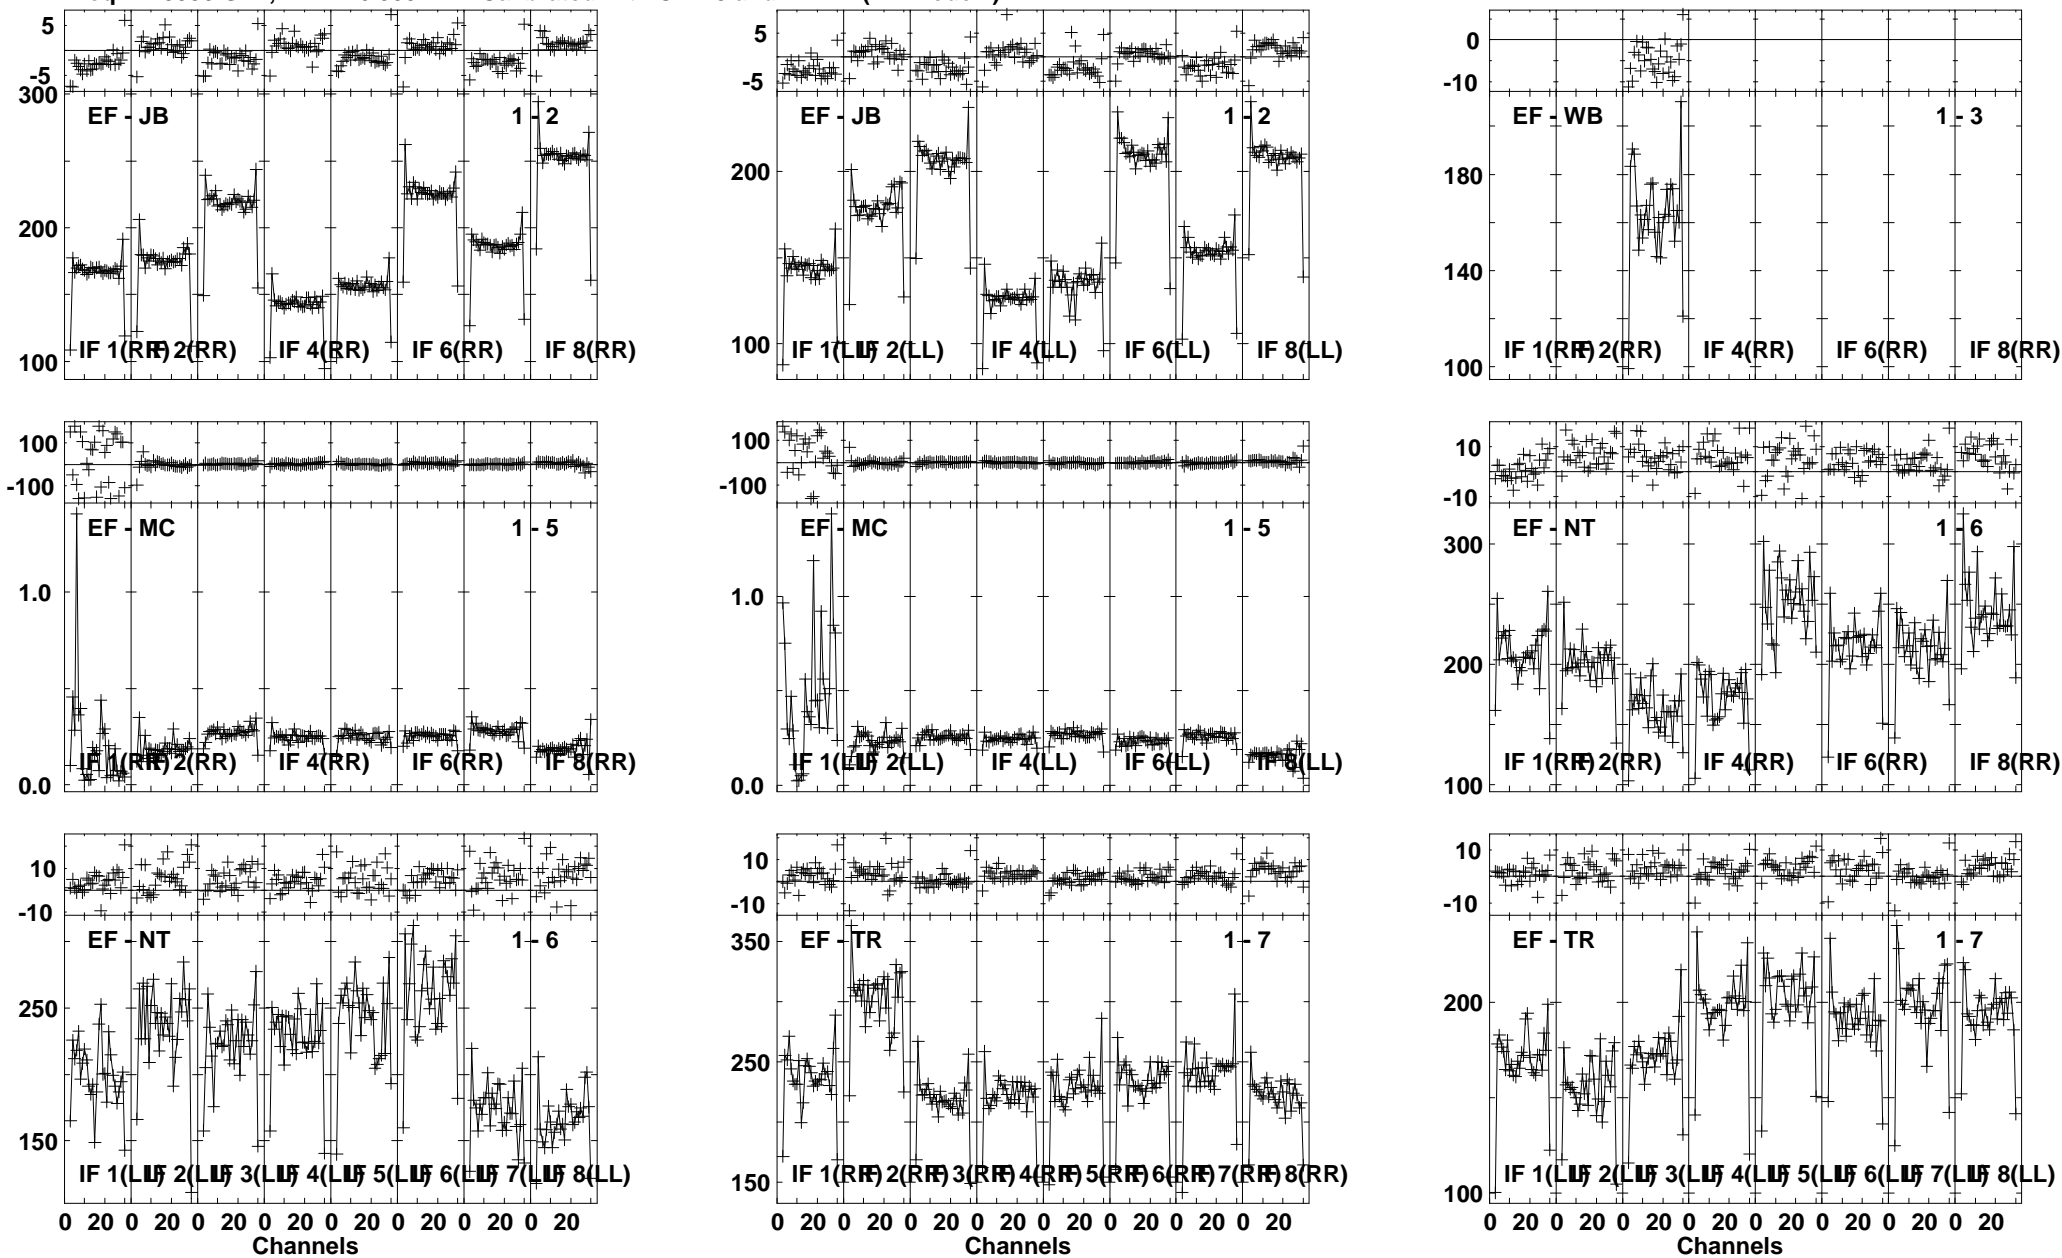 5
-5
300
200
100
EF - JB
1 - 2
IF 1(RR)
IF 2(RR)
IF 4(RR)
IF 6(RR)
IF 8(RR)
5
-5
200
100
EF - JB
1 - 2
IF 1(LL)
IF 2(LL)
IF 4(LL)
IF 6(LL)
IF 8(LL)
0
-10
180
140
100
EF - WB
1 - 3
IF 1(RR)
IF 2(RR)
IF 4(RR)
IF 6(RR)
IF 8(RR)
100
-100
1.0
0.0
EF - MC
1 - 5
IF 1(RR)
IF 2(RR)
IF 4(RR)
IF 6(RR)
IF 8(RR)
100
-100
1.0
0.0
EF - MC
1 - 5
IF 1(LL)
IF 2(LL)
IF 4(LL)
IF 6(LL)
IF 8(LL)
10
-10
300
200
100
EF - NT
1 - 6
IF 1(RR)
IF 2(RR)
IF 4(RR)
IF 6(RR)
IF 8(RR)
10
-10
250
150
EF - NT
1 - 6
IF 1(LL)
IF 2(LL)
IF 3(LL)
IF 4(LL)
IF 5(LL)
IF 6(LL)
IF 7(LL)
IF 8(LL)
0 20 0 20 0 20 0 20 0 20 0 20 0 20 0 20
Channels
10
-10
350
250
150
EF - TR
1 - 7
IF 1(RR)
IF 2(RR)
IF 3(RR)
IF 4(RR)
IF 5(RR)
IF 6(RR)
IF 7(RR)
IF 8(RR)
0 20 0 20 0 20 0 20 0 20 0 20 0 20 0 20
Channels
10
-10
200
100
EF - TR
1 - 7
IF 1(LL)
IF 2(LL)
IF 3(LL)
IF 4(LL)
IF 5(LL)
IF 6(LL)
IF 7(LL)
IF 8(LL)
0 20 0 20 0 20 0 20 0 20 0 20 0 20 0 20
Channels